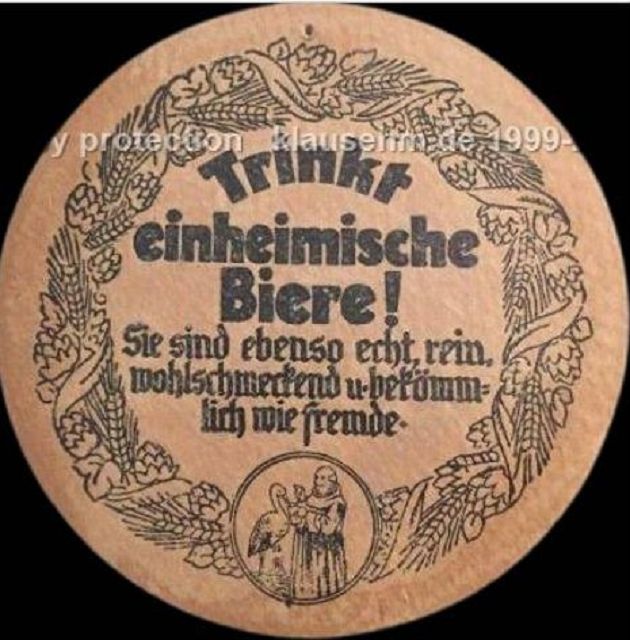 y protection klausehm.de 1999-
Trinkt
einheimische
Biere!
Sie sind ebenso echt, rein,
wohlschmeckend u. bekömm=
lich wie fremde.